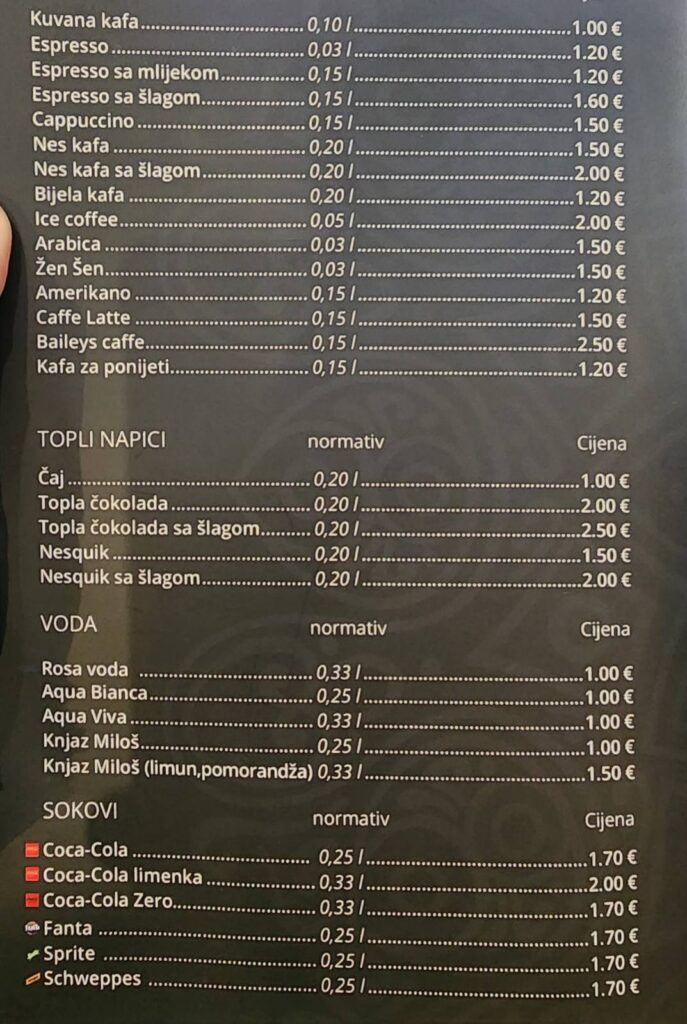 Kuvana kafa 0,10 l 1.00 €
Espresso 0,03 l 1.20 €
Espresso sa mlijekom 0,15 l 1.20 €
Espresso sa šlagom 0,15 l 1.60 €
Cappuccino 0,15 l 1.50 €
Nes kafa 0,20 l 1.50 €
Nes kafa sa šlagom 0,20 l 2.00 €
Bijela kafa 0,20 l 1.20 €
Ice coffee 0,05 l 2.00 €
Arabica 0,03 l 1.50 €
Žen Šen 0,03 l 1.50 €
Amerikano 0,15 l 1.20 €
Caffe Latte 0,15 l 1.50 €
Baileys caffe 0,15 l 2.50 €
Kafa za ponijeti 0,15 l 1.20 €
TOPLI NAPICI normativ Cijena
Čaj 0,20 l 1.00 €
Topla čokolada 0,20 l 2.00 €
Topla čokolada sa šlagom 0,20 l 2.50 €
Nesquik 0,20 l 1.50 €
Nesquik sa šlagom 0,20 l 2.00 €
VODA normativ Cijena
Rosa voda 0,33 l 1.00 €
Aqua Bianca 0,25 l 1.00 €
Aqua Viva 0,33 l 1.00 €
Knjaz Miloš 0,25 l 1.00 €
Knjaz Miloš (limun,pomorandža) 0,33 l 1.50 €
SOKOVI normativ Cijena
Coca-Cola 0,25 l 1.70 €
Coca-Cola limenka 0,33 l 2.00 €
Coca-Cola Zero 0,33 l 1.70 €
Fanta 0,25 l 1.70 €
Sprite 0,25 l 1.70 €
Schweppes 0,25 l 1.70 €